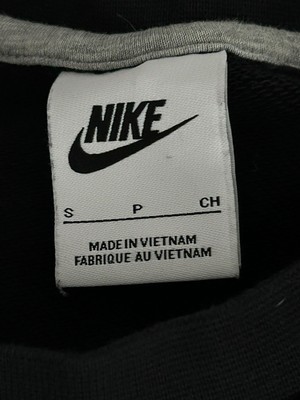 NIKE
S P CH
MADE IN VIETNAM
FABRIQUE AU VIETNAM